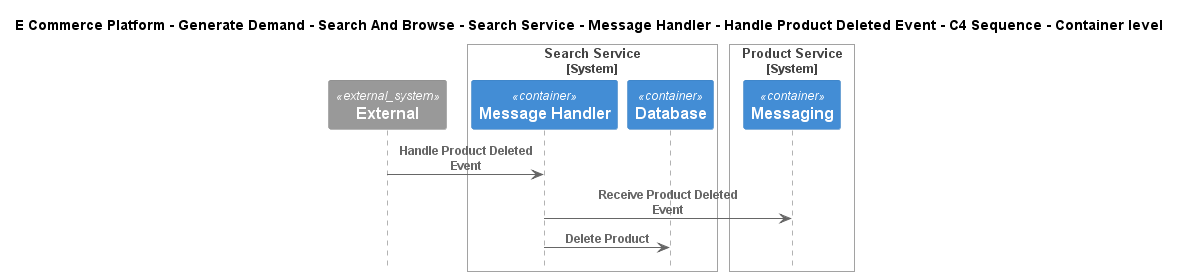 E Commerce Platform - Generate Demand - Search And Browse - Search Service - Message Handler - Handle Product Deleted Event - C4 Sequence - Container level
Search Service
[System]
Product Service
[System]
«external_system»
External
«container»
Message Handler
«container»
Database
«container»
Messaging
Handle Product Deleted
Event
Receive Product Deleted
Event
Delete Product